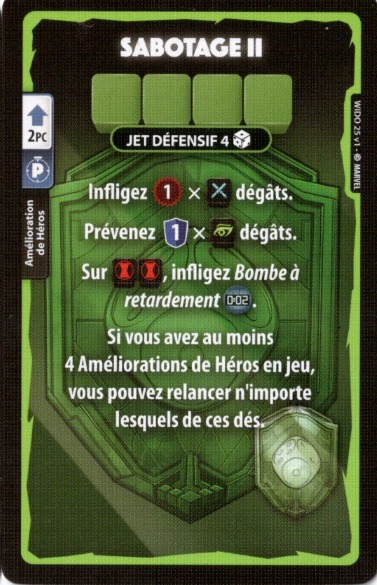 SABOTAGE II
2PC
P
Amélioration
de Héros
WIDO 25 v1 - © MARVEL
JET DÉFENSIF 4
Infligez 1 × dégâts.
Prévenez 1 × dégâts.
Sur , infligez Bombe à
retardement 0:02 .
Si vous avez au moins
4 Améliorations de Héros en jeu,
vous pouvez relancer n'importe
lesquels de ces dés.